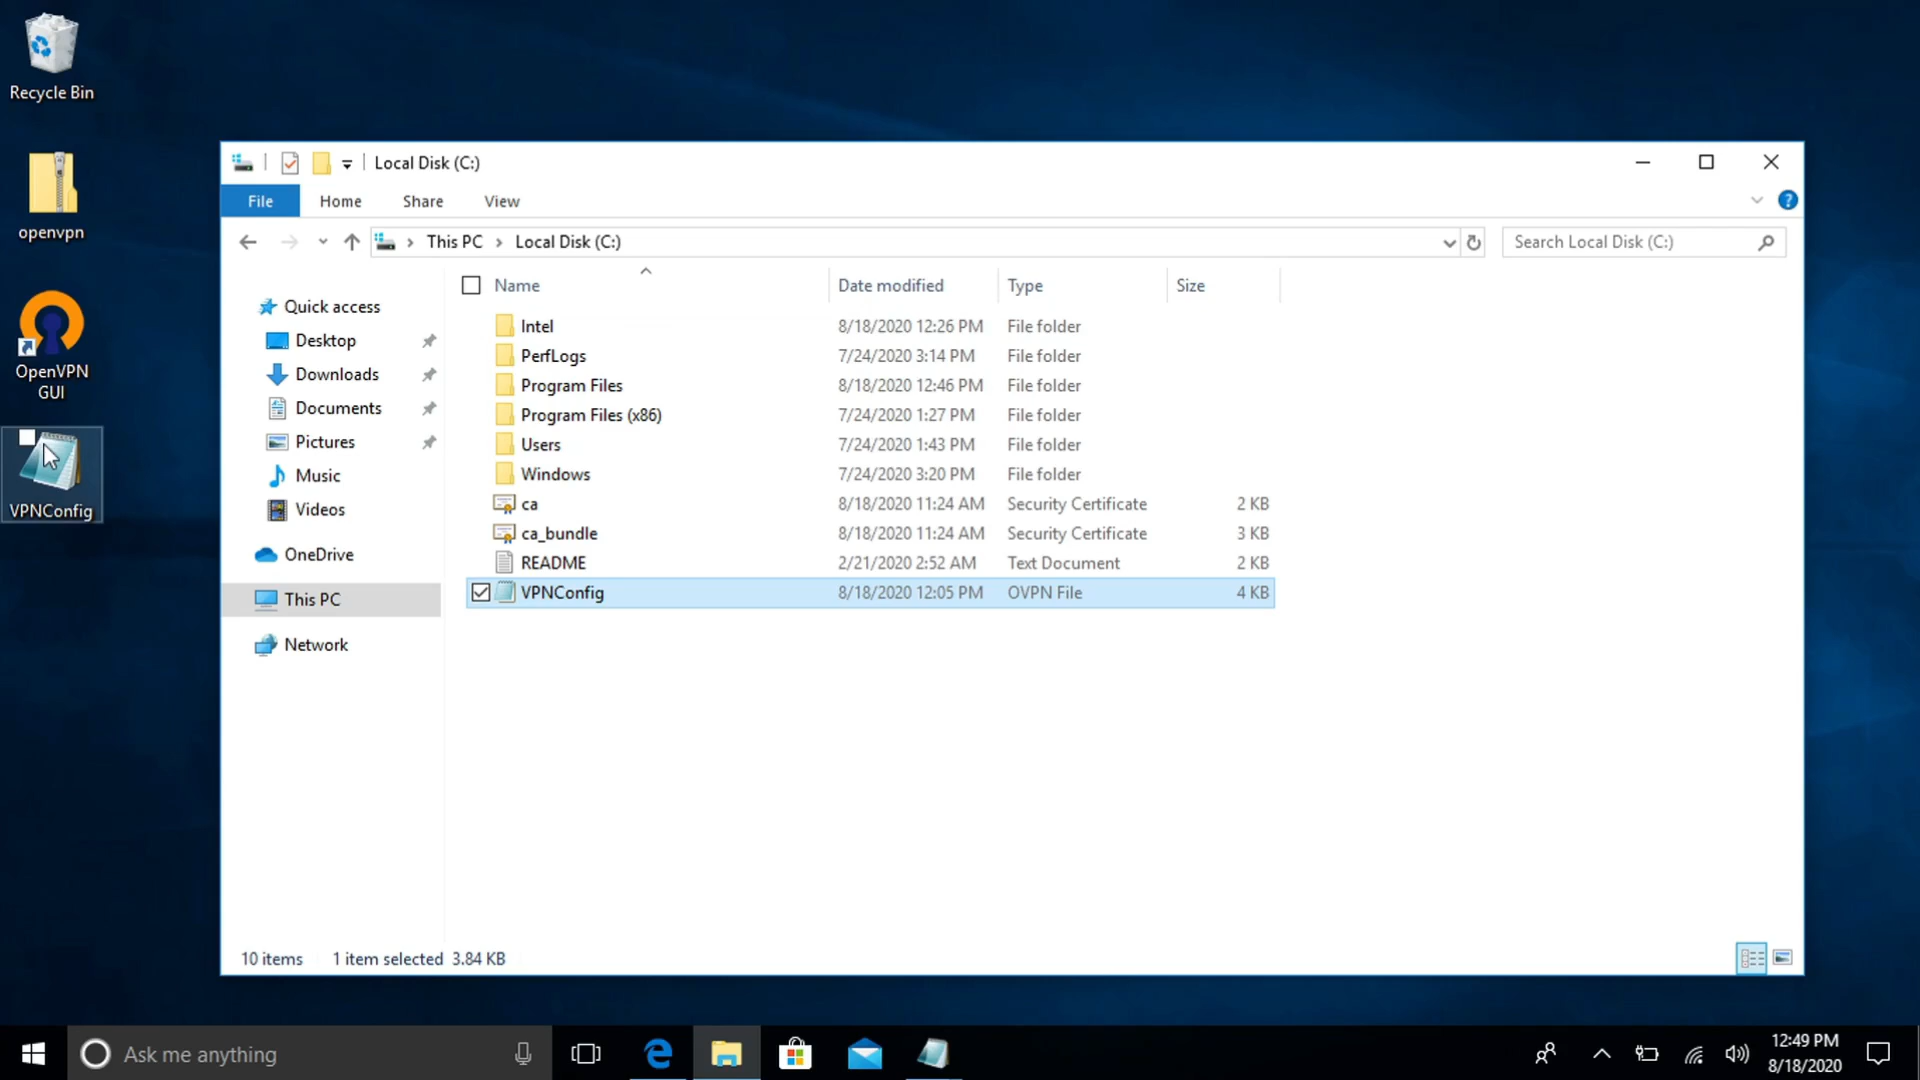 Recycle Bin
openvpn
OpenVPN
GUI
VPNConfig
Local Disk (C:)
File Home Share View
This PC Local Disk (C:)
Search Local Disk (C:)
Quick access
Desktop
Downloads
Documents
Pictures
Music
Videos
OneDrive
This PC
Network
Name Date modified Type Size
Intel 8/18/2020 12:26 PM File folder
PerfLogs 7/24/2020 3:14 PM File folder
Program Files 8/18/2020 12:46 PM File folder
Program Files (x86) 7/24/2020 1:27 PM File folder
Users 7/24/2020 1:43 PM File folder
Windows 7/24/2020 3:20 PM File folder
ca 8/18/2020 11:24 AM Security Certificate 2 KB
ca_bundle 8/18/2020 11:24 AM Security Certificate 3 KB
README 2/21/2020 2:52 AM Text Document 2 KB
VPNConfig 8/18/2020 12:05 PM OVPN File 4 KB
10 items 1 item selected 3.84 KB
Ask me anything
12:49 PM
8/18/2020